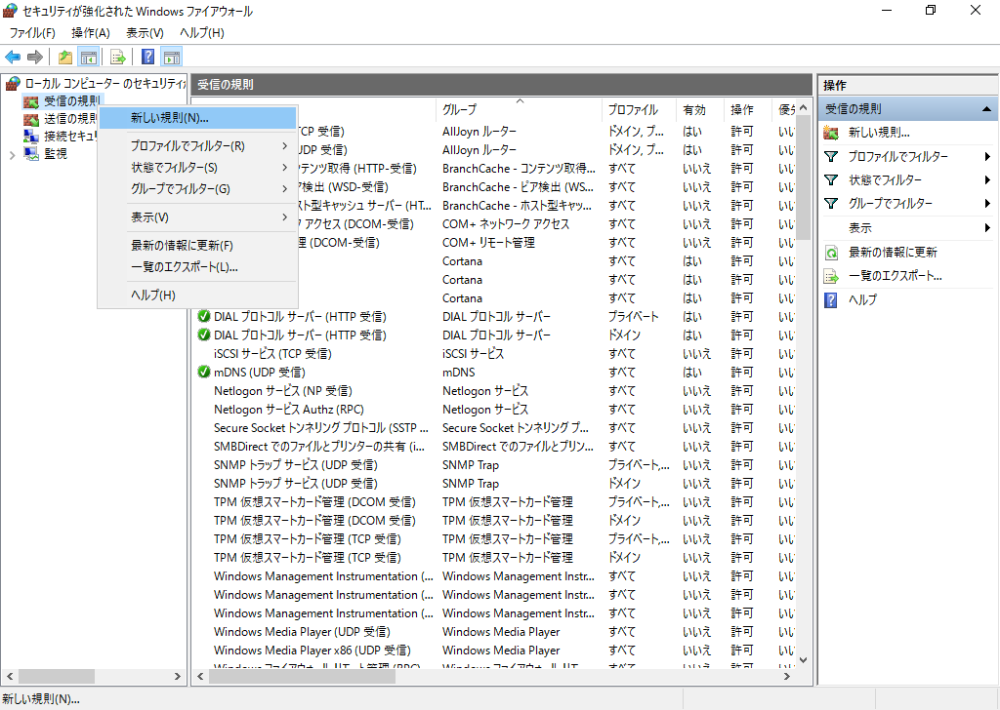 セキュリティが強化された Windows ファイアウォール
ファイル(F) 操作(A) 表示(V) ヘルプ(H)
ローカル コンピューター のセキュリティ
受信の規則
送信の規則
接続セキュ
監視
新しい規則(N)...
プロファイルでフィルター(R)
状態でフィルター(S)
グループでフィルター(G)
表示(V)
最新の情報に更新(F)
一覧のエクスポート(L)...
ヘルプ(H)
受信の規則
グループ プロファイル 有効 操作 優先
TCP 受信) AllJoyn ルーター ドメイン, プ... はい 許可 いい
UDP 受信) AllJoyn ルーター ドメイン, プ... はい 許可 いい
ンテンツ取得 (HTTP-受信) BranchCache - コンテンツ取得... すべて いいえ 許可 いい
ア検出 (WSD-受信) BranchCache - ピア検出 (WS... すべて いいえ 許可 いい
スト型キャッシュ サーバー (HT... BranchCache - ホスト型キャッ... すべて いいえ 許可 いい
アクセス (DCOM-受信) COM+ ネットワーク アクセス すべて いいえ 許可 いい
理 (DCOM-受信) COM+ リモート管理 すべて いいえ 許可 いい
Cortana すべて はい 許可 いい
Cortana すべて はい 許可 いい
Cortana すべて はい 許可 いい
DIAL プロトコル サーバー (HTTP 受信) DIAL プロトコル サーバー プライベート はい 許可 いい
DIAL プロトコル サーバー (HTTP 受信) DIAL プロトコル サーバー ドメイン はい 許可 いい
iSCSI サービス (TCP 受信) iSCSI サービス すべて いいえ 許可 いい
mDNS (UDP 受信) mDNS すべて はい 許可 いい
Netlogon サービス (NP 受信) Netlogon サービス すべて いいえ 許可 いい
Netlogon サービス Authz (RPC) Netlogon サービス すべて いいえ 許可 いい
Secure Socket トンネリング プロトコル (SSTP ... Secure Socket トンネリング プ... すべて いいえ 許可 いい
SMBDirect でのファイルとプリンターの共有 (i... SMBDirect でのファイルとプリン... すべて いいえ 許可 いい
SNMP トラップ サービス (UDP 受信) SNMP Trap プライベート,... いいえ 許可 いい
SNMP トラップ サービス (UDP 受信) SNMP Trap ドメイン いいえ 許可 いい
TPM 仮想スマートカード管理 (DCOM 受信) TPM 仮想スマートカード管理 プライベート,... いいえ 許可 いい
TPM 仮想スマートカード管理 (DCOM 受信) TPM 仮想スマートカード管理 ドメイン いいえ 許可 いい
TPM 仮想スマートカード管理 (TCP 受信) TPM 仮想スマートカード管理 プライベート,... いいえ 許可 いい
TPM 仮想スマートカード管理 (TCP 受信) TPM 仮想スマートカード管理 ドメイン いいえ 許可 いい
Windows Management Instrumentation (... Windows Management Instr... すべて いいえ 許可 いい
Windows Management Instrumentation (... Windows Management Instr... すべて いいえ 許可 いい
Windows Management Instrumentation (... Windows Management Instr... すべて いいえ 許可 いい
Windows Media Player (UDP 受信) Windows Media Player すべて いいえ 許可 いい
Windows Media Player x86 (UDP 受信) Windows Media Player すべて いいえ 許可 いい
操作
受信の規則
新しい規則...
プロファイルでフィルター
状態でフィルター
グループでフィルター
表示
最新の情報に更新
一覧のエクスポート...
ヘルプ
新しい規則(N)...